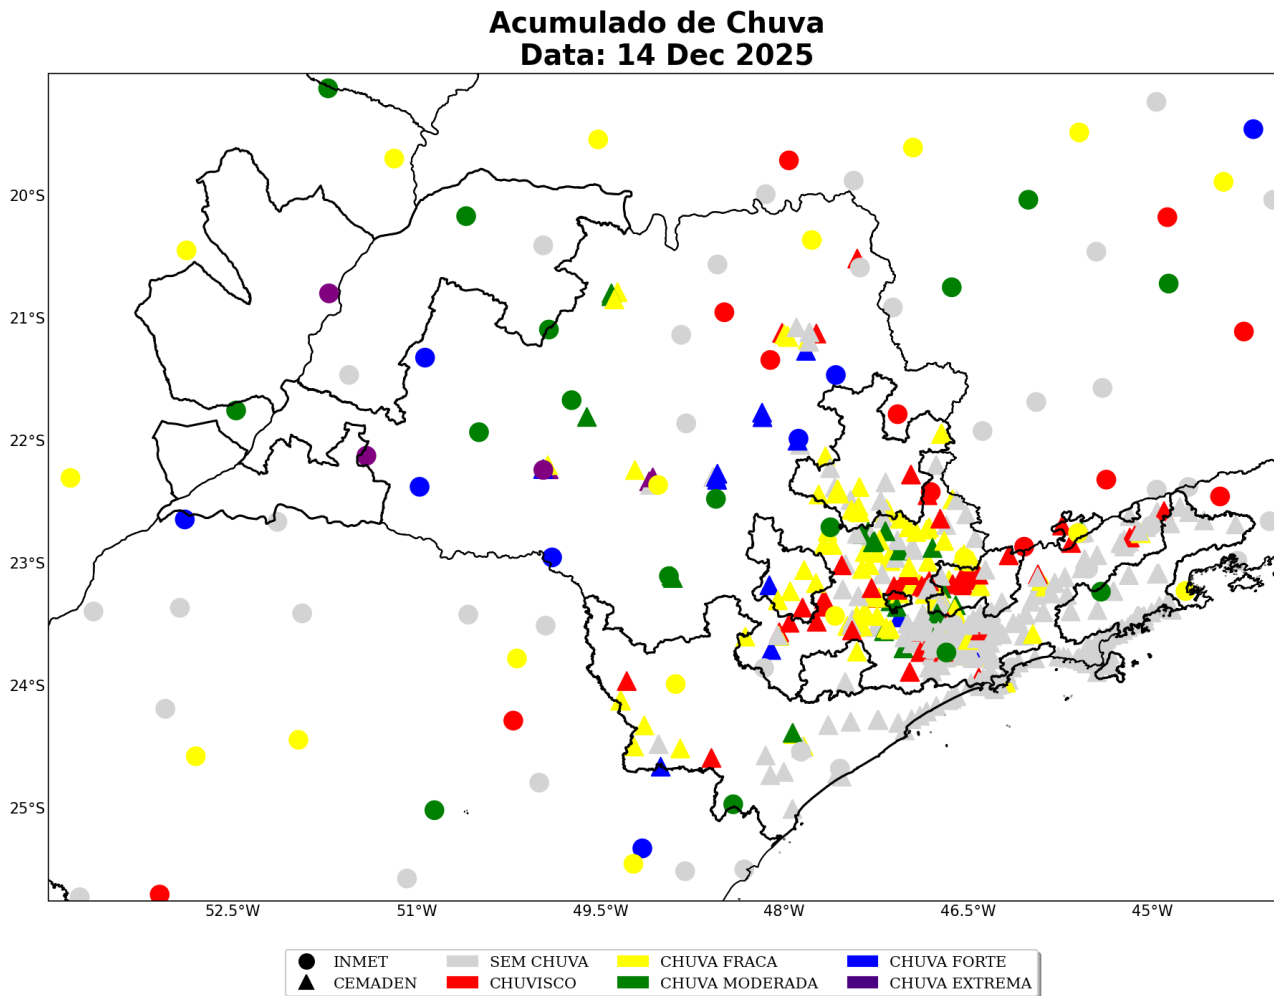 Acumulado de Chuva
Data: 14 Dec 2025
20°S
21°S
22°S
23°S
24°S
25°S
52.5°W 51°W 49.5°W 48°W 46.5°W 45°W
INMET SEM CHUVA CHUVA FRACA CHUVA FORTE
CEMADEN CHUVISCO CHUVA MODERADA CHUVA EXTREMA